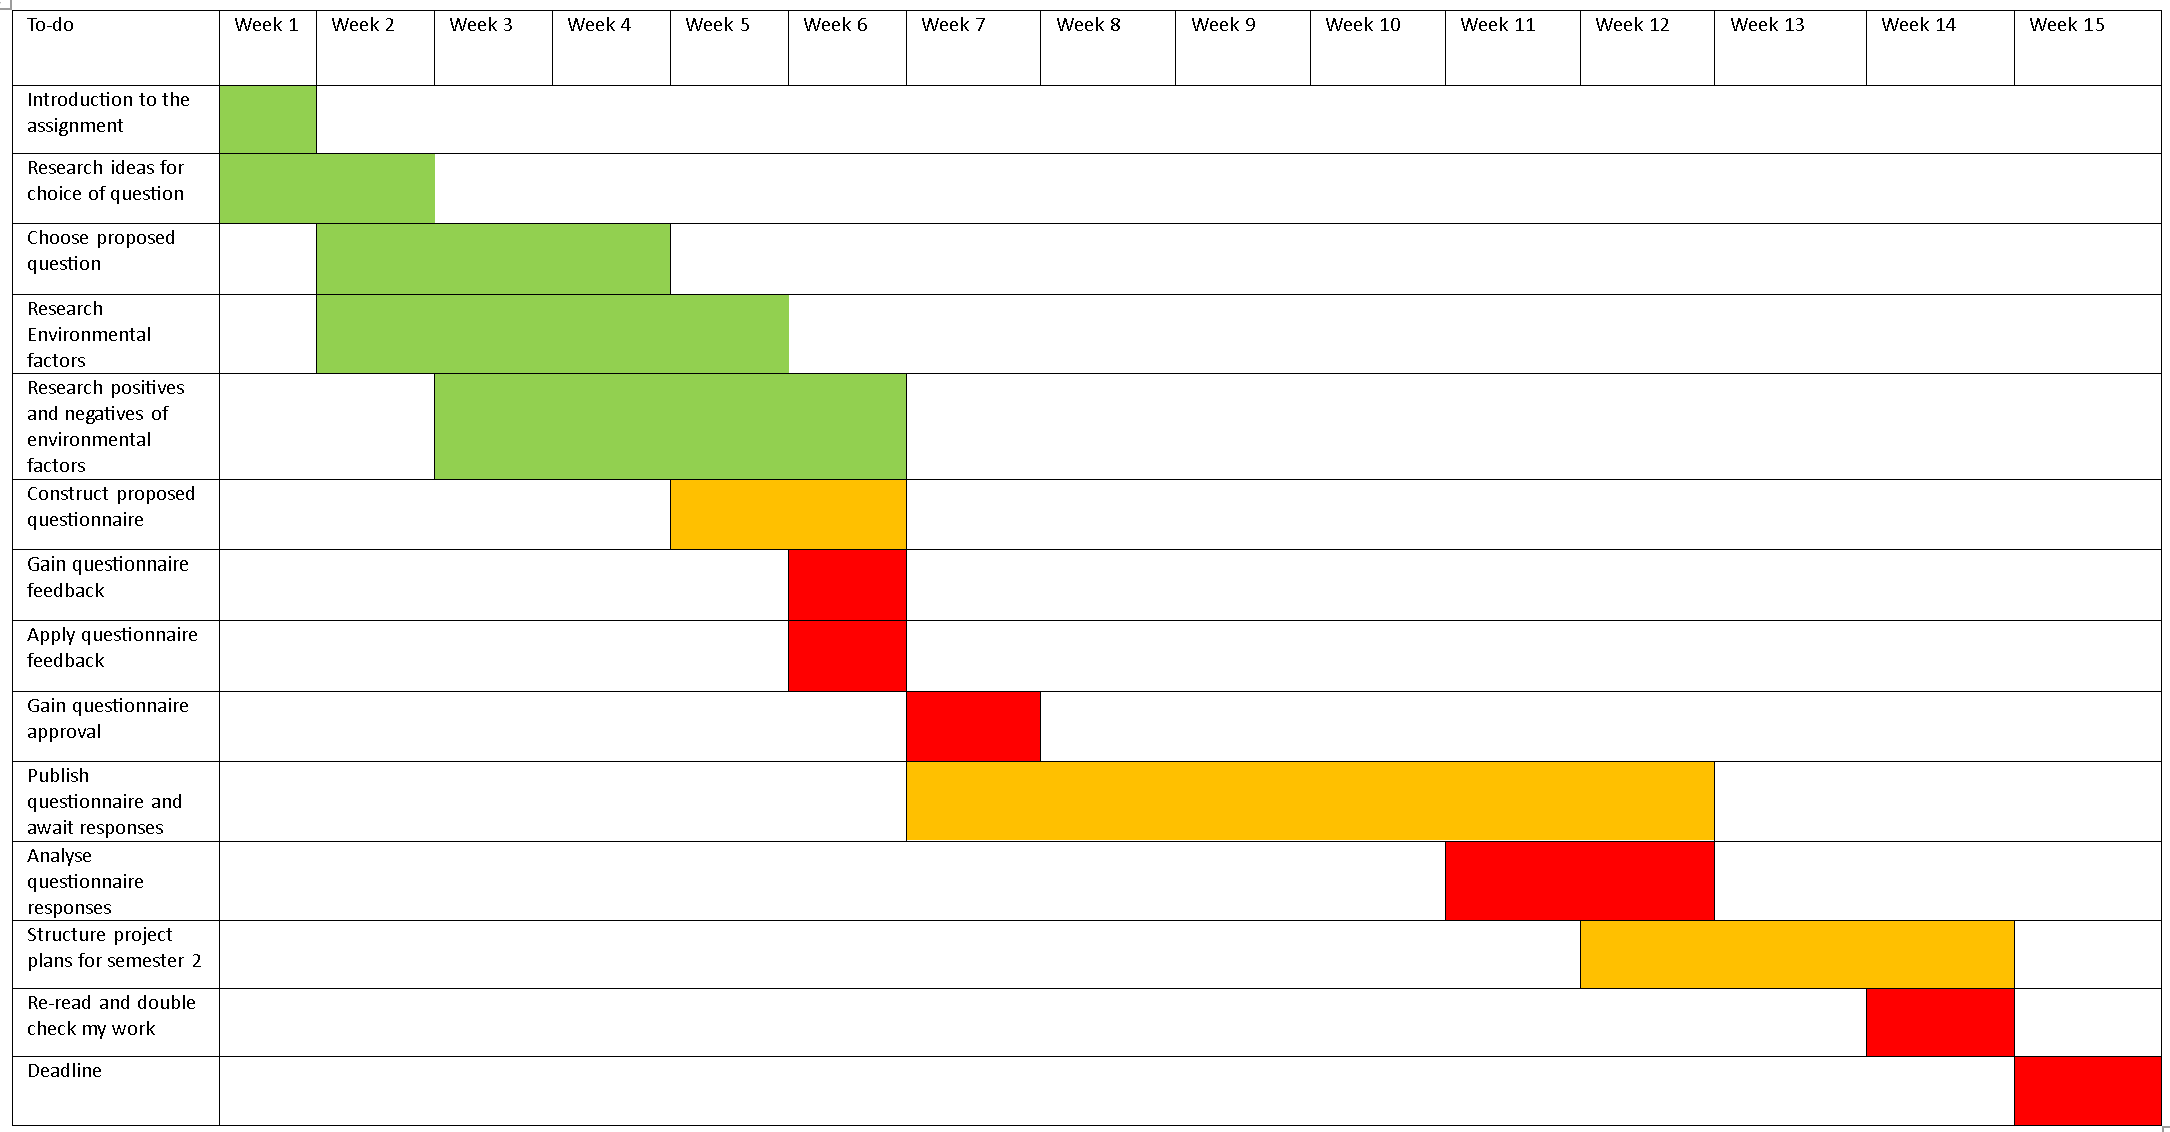 To-do Week 1 Week 2 Week 3 Week 4 Week 5 Week 6 Week 7 Week 8 Week 9 Week 10 Week 11 Week 12 Week 13 Week 14 Week 15
Introduction to the
assignment
Research ideas for
choice of question
Choose proposed
question
Research
Environmental
factors
Research positives
and negatives of
environmental
factors
Construct proposed
questionnaire
Gain questionnaire
feedback
Apply questionnaire
feedback
Gain questionnaire
approval
Publish
questionnaire and
await responses
Analyse
questionnaire
responses
Structure project
plans for semester 2
Re-read and double
check my work
Deadline